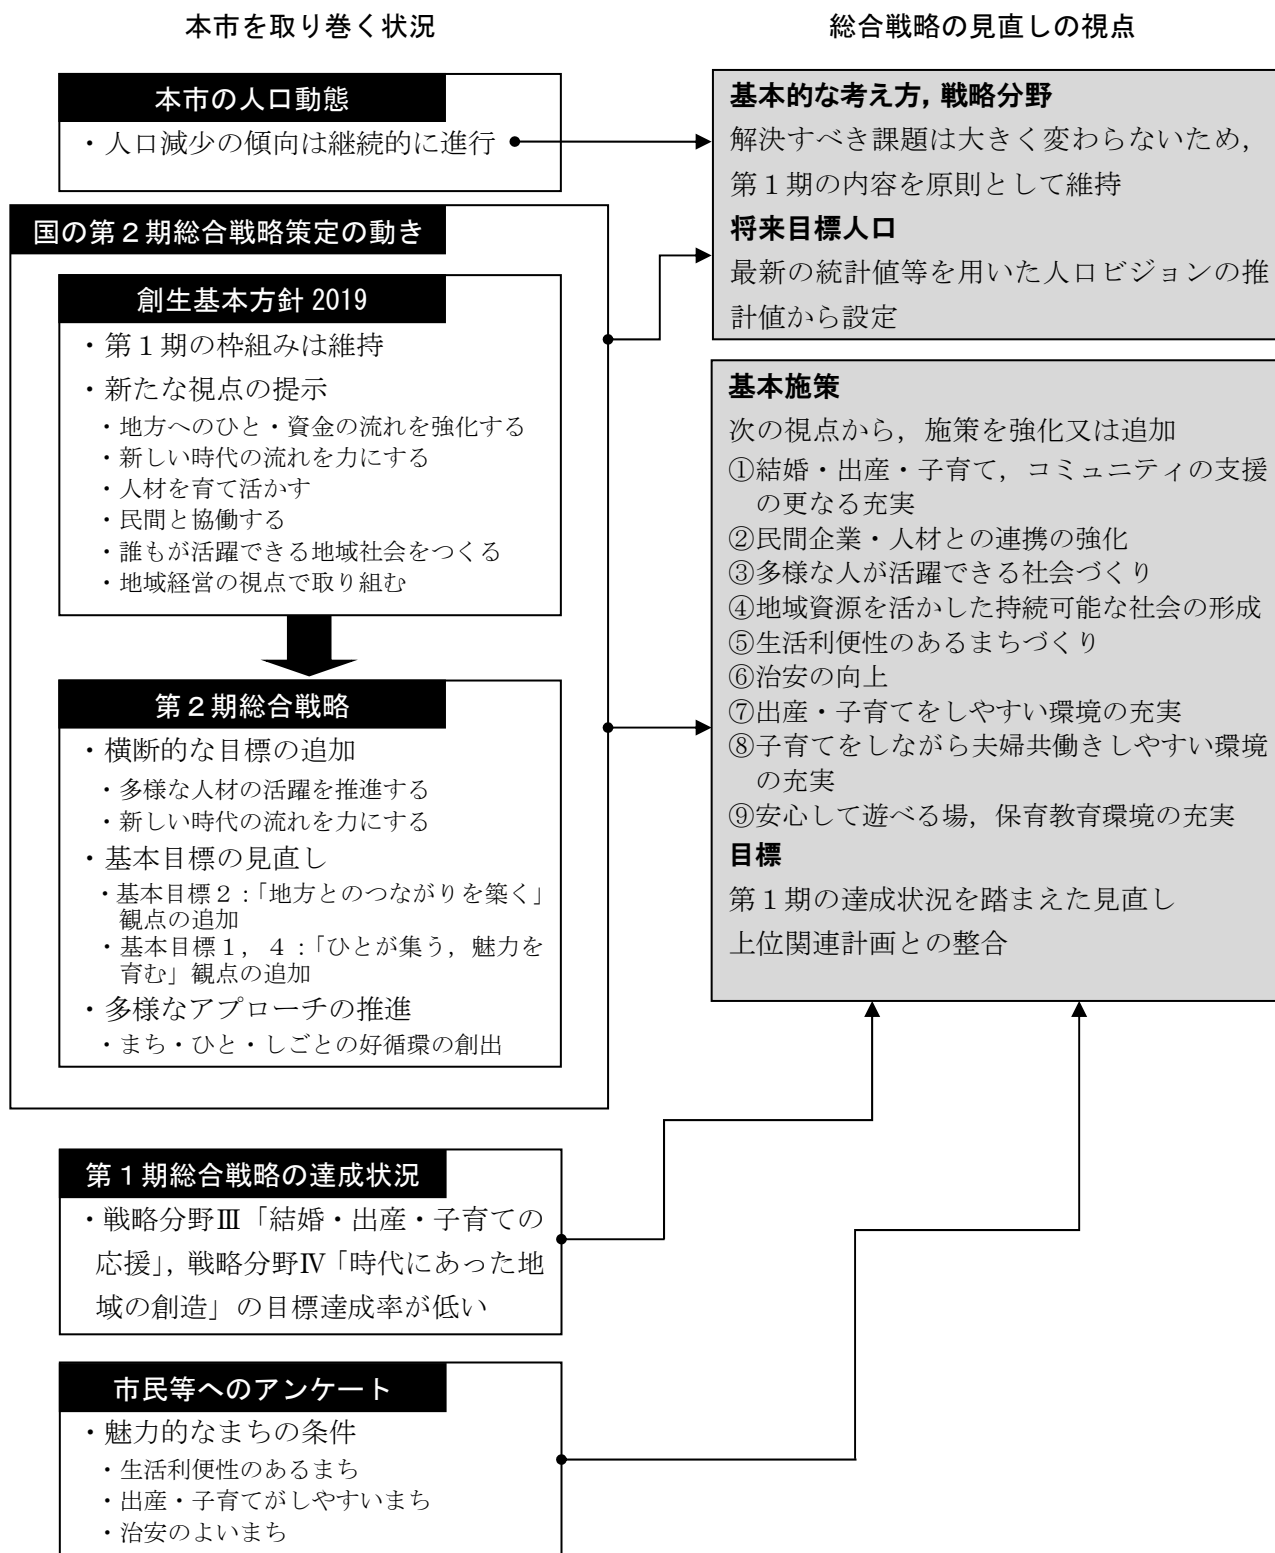 本市を取り巻く状況
本市の人口動態
・人口減少の傾向は継続的に進行
国の第2期総合戦略策定の動き
創生基本方針 2019
・第1期の枠組みは維持
・新たな視点の提示
・地方へのひと・資金の流れを強化する
・新しい時代の流れを力にする
・人材を育て活かす
・民間と協働する
・誰もが活躍できる地域社会をつくる
・地域経営の視点で取り組む
第2期総合戦略
・横断的な目標の追加
・多様な人材の活躍を推進する
・新しい時代の流れを力にする
・基本目標の見直し
・基本目標2:「地方とのつながりを築く」
観点の追加
・基本目標1，4:「ひとが集う，魅力を
育む」観点の追加
・多様なアプローチの推進
・まち・ひと・しごとの好循環の創出
第1期総合戦略の達成状況
・戦略分野Ⅲ「結婚・出産・子育ての
応援」，戦略分野Ⅳ「時代にあった地
域の創造」の目標達成率が低い
市民等へのアンケート
・魅力的なまちの条件
・生活利便性のあるまち
・出産・子育てがしやすいまち
・治安のよいまち
総合戦略の見直しの視点
基本的な考え方，戦略分野
解決すべき課題は大きく変わらないため，
第1期の内容を原則として維持
将来目標人口
最新の統計値等を用いた人口ビジョンの推
計値から設定
基本施策
次の視点から，施策を強化又は追加
①結婚・出産・子育て，コミュニティの支援
の更なる充実
②民間企業・人材との連携の強化
③多様な人が活躍できる社会づくり
④地域資源を活かした持続可能な社会の形成
⑤生活利便性のあるまちづくり
⑥治安の向上
⑦出産・子育てをしやすい環境の充実
⑧子育てをしながら夫婦共働きしやすい環境
の充実
⑨安心して遊べる場，保育教育環境の充実
目標
第1期の達成状況を踏まえた見直し
上位関連計画との整合